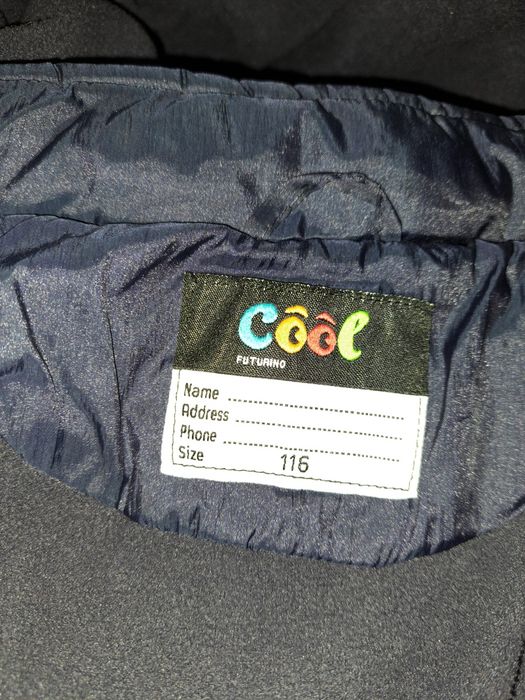 Côôl
FUTURINO
Name
Address
Phone
Size 116